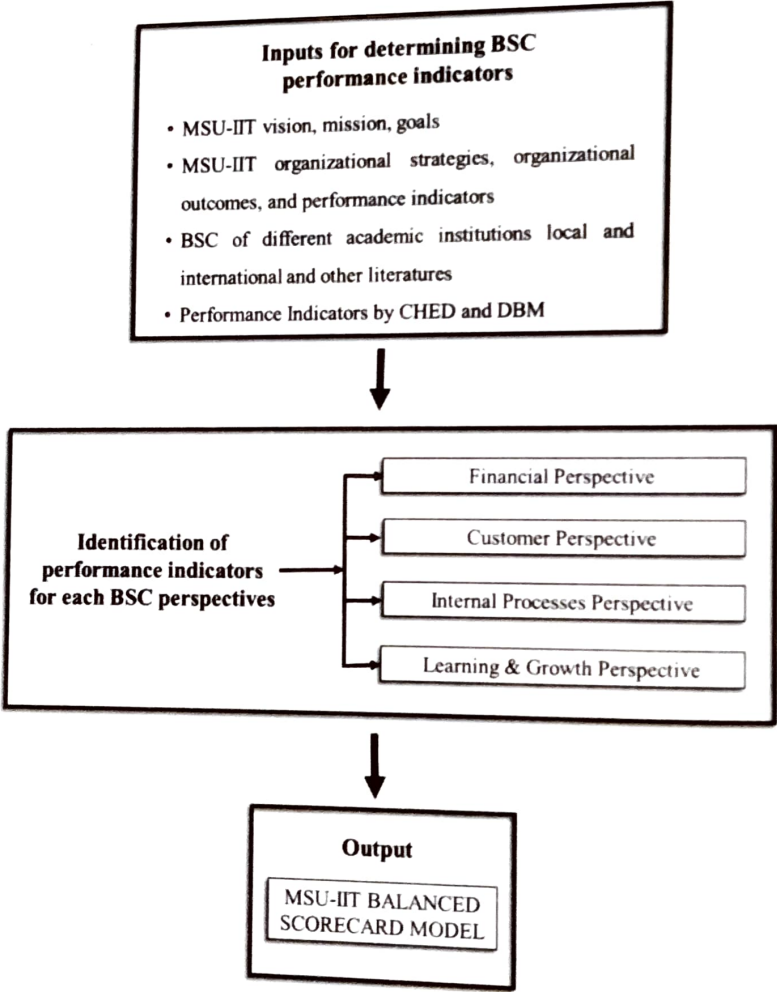 Inputs for determining BSC
performance indicators
• MSU-IIT vision, mission, goals
• MSU-IIT organizational strategies, organizational
outcomes, and performance indicators
• BSC of different academic institutions local and
international and other literatures
• Performance Indicators by CHED and DBM
Identification of
performance indicators
for each BSC perspectives
Financial Perspective
Customer Perspective
Internal Processes Perspective
Learning & Growth Perspective
Output
MSU-IIT BALANCED
SCORECARD MODEL